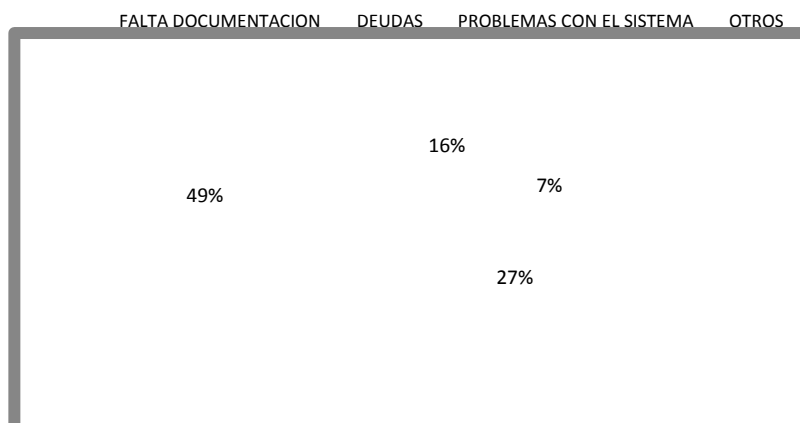 FALTA DOCUMENTACION DEUDAS PROBLEMAS CON EL SISTEMA OTROS
16%
7%
49%
27%